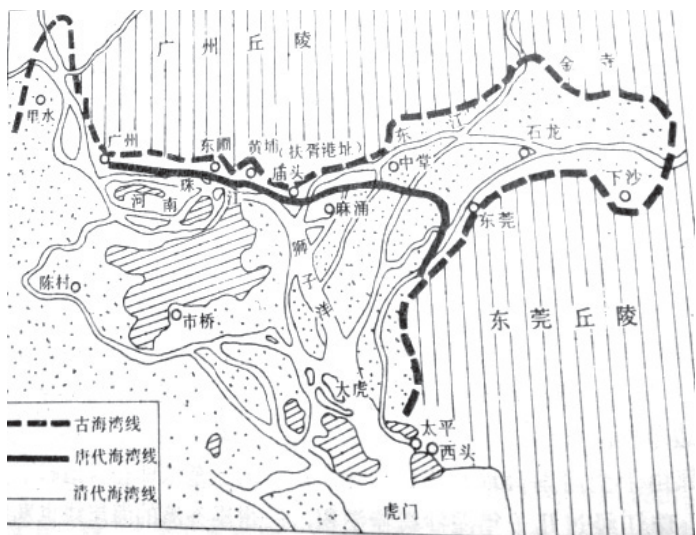 广州丘陵
金寺
里水
广州
东圃
黄埔(扶胥港址)
庙头
东江
石龙
中堂
下沙
珠江
河南
麻涌
东莞
狮子洋
陈村
市桥
东莞丘陵
大虎
太平
西头
虎门
古海湾线
唐代海湾线
清代海湾线